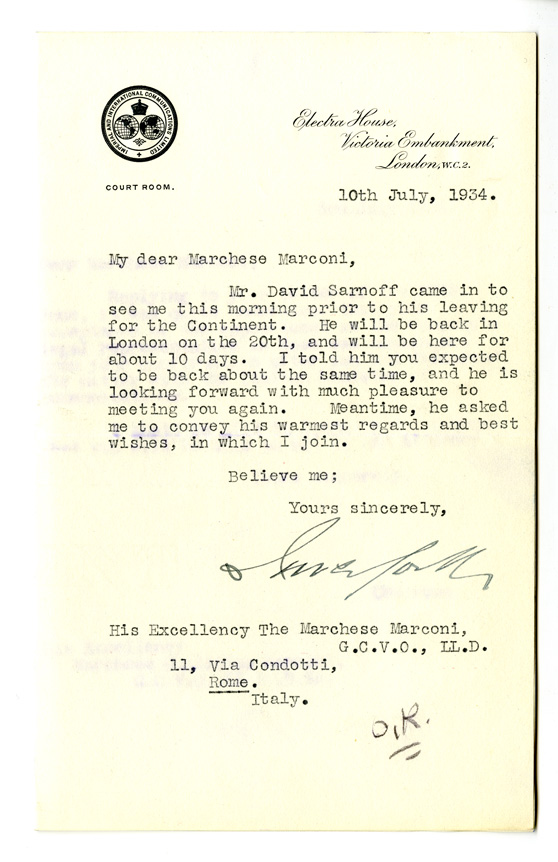 IMPERIAL AND INTERNATIONAL COMMUNICATIONS LIMITED
COURT ROOM.
Electra House,
Victoria Embankment,
London, W.C.2.
10th July, 1934.
My dear Marchese Marconi,
Mr. David Sarnoff came in to
see me this morning prior to his leaving
for the Continent. He will be back in
London on the 20th, and will be here for
about 10 days. I told him you expected
to be back about the same time, and he is
looking forward with much pleasure to
meeting you again. Meantime, he asked
me to convey his warmest regards and best
wishes, in which I join.
Believe me;
Yours sincerely,
Inverforth
His Excellency The Marchese Marconi,
G.C.V.O., LL.D.
11, Via Condotti,
Rome.
Italy.
O.R.